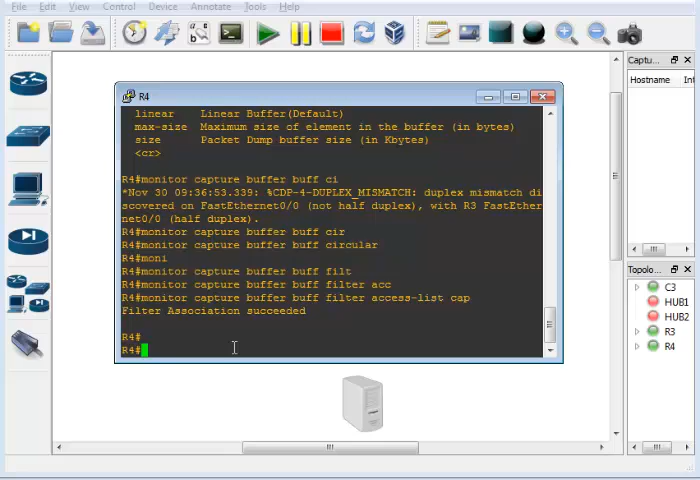 File Edit View Control Device Annotate Tools Help
R4
linear Linear Buffer(Default)
max-size Maximum size of element in the buffer (in bytes)
size Packet Dump buffer size (in Kbytes)
<cr>
R4#monitor capture buffer buff ci
*Nov 30 09:36:53.339: %CDP-4-DUPLEX_MISMATCH: duplex mismatch di
scovered on FastEthernet0/0 (not half duplex), with R3 FastEther
net0/0 (half duplex).
R4#monitor capture buffer buff cir
R4#monitor capture buffer buff circular
R4#moni
R4#monitor capture buffer buff filt
R4#monitor capture buffer buff filter acc
R4#monitor capture buffer buff filter access-list cap
Filter Association succeeded
R4#
R4#
Captu...
Hostname Int
Topolo...
C3
HUB1
HUB2
R3
R4